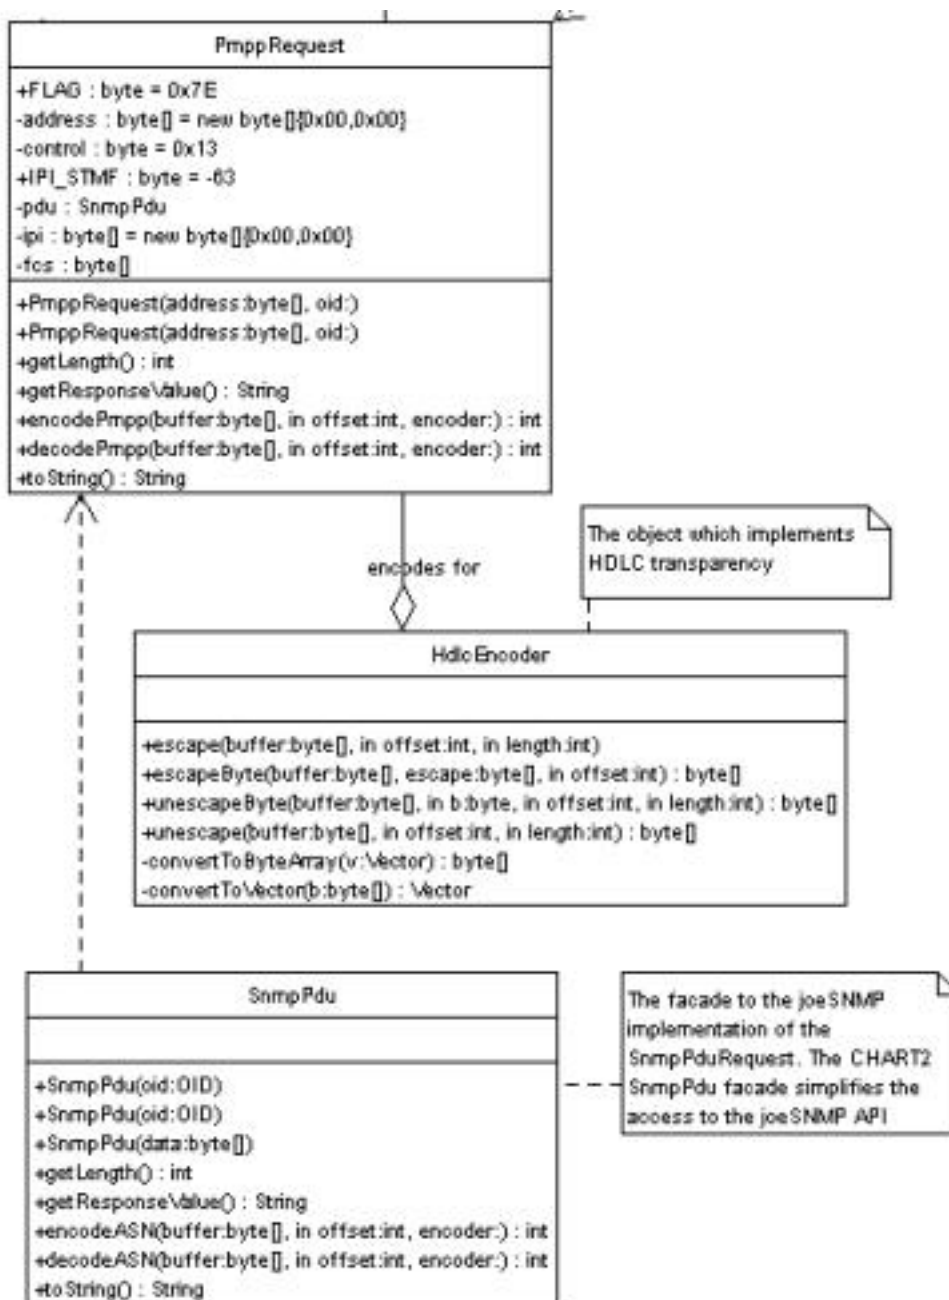 PmppRequest
+FLAG : byte = 0x7E
-address : byte[] = new byte[]{0x00,0x00}
-control : byte = 0x13
+IPI_STMF : byte = -63
-pdu : SnmpPdu
-ipi : byte[] = new byte[]{0x00,0x00}
-fcs : byte[]
+PmppRequest(address:byte[], oid:)
+PmppRequest(address:byte[], oid:)
+getLength() : int
+getResponseValue() : String
+encodePmpp(buffer:byte[], in offset:int, encoder:) : int
+decodePmpp(buffer:byte[], in offset:int, encoder:) : int
+toString() : String
encodes for
The object which implements
HDLC transparency
HdlcEncoder
+escape(buffer:byte[], in offset:int, in length:int)
+escapeByte(buffer:byte[], escape:byte[], in offset:int) : byte[]
+unescapeByte(buffer:byte[], in b:byte, in offset:int, in length:int) : byte[]
+unescape(buffer:byte[], in offset:int, in length:int) : byte[]
-convertToByteArray(v:Vector) : byte[]
-convertToVector(b:byte[]) : Vector
SnmpPdu
+SnmpPdu(oid:OID)
+SnmpPdu(oid:OID)
+SnmpPdu(data:byte[])
+getLength() : int
+getResponseValue() : String
+encodeASN(buffer:byte[], in offset:int, encoder:) : int
+decodeASN(buffer:byte[], in offset:int, encoder:) : int
+toString() : String
The facade to the joeSNMP
implementation of the
SnmpPduRequest. The CHART2
SnmpPdu facade simplifies the
access to the joeSNMP API